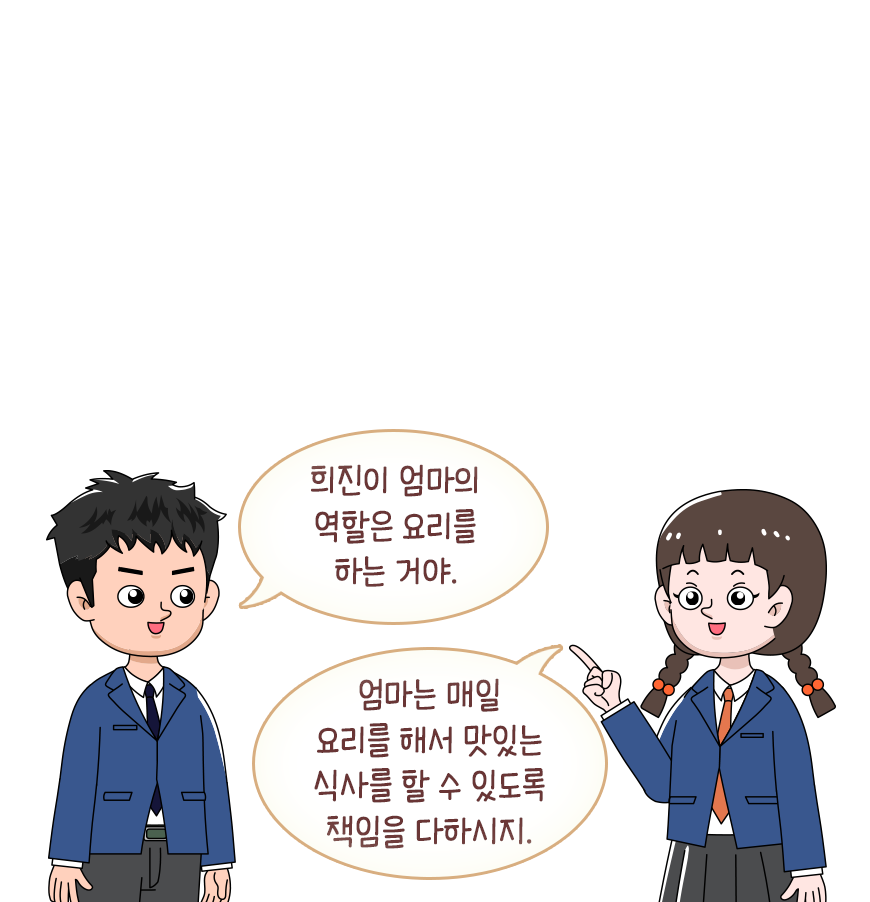 희진이 엄마의
역할은 요리를
하는 거야.
엄마는 매일
요리를 해서 맛있는
식사를 할 수 있도록
책임을 다하시지.